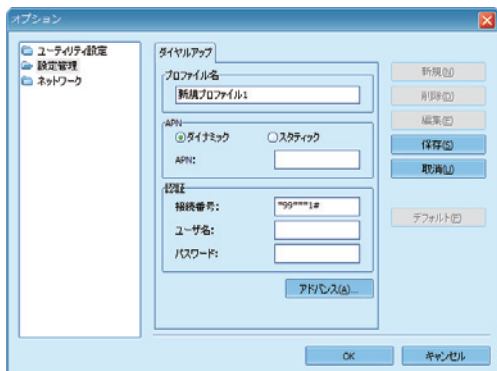 オプション
ユーティリティ設定
設定管理
ネットワーク
ダイヤルアップ
プロファイル名
新規プロファイル1
APN
ダイナミック
スタティック
APN:
認証
接続番号:
*99***1#
ユーザ名:
パスワード:
アドバンス(A)...
新規(N)
削除(D)
編集(E)
保存(S)
取消(U)
デフォルト(F)
OK
キャンセル